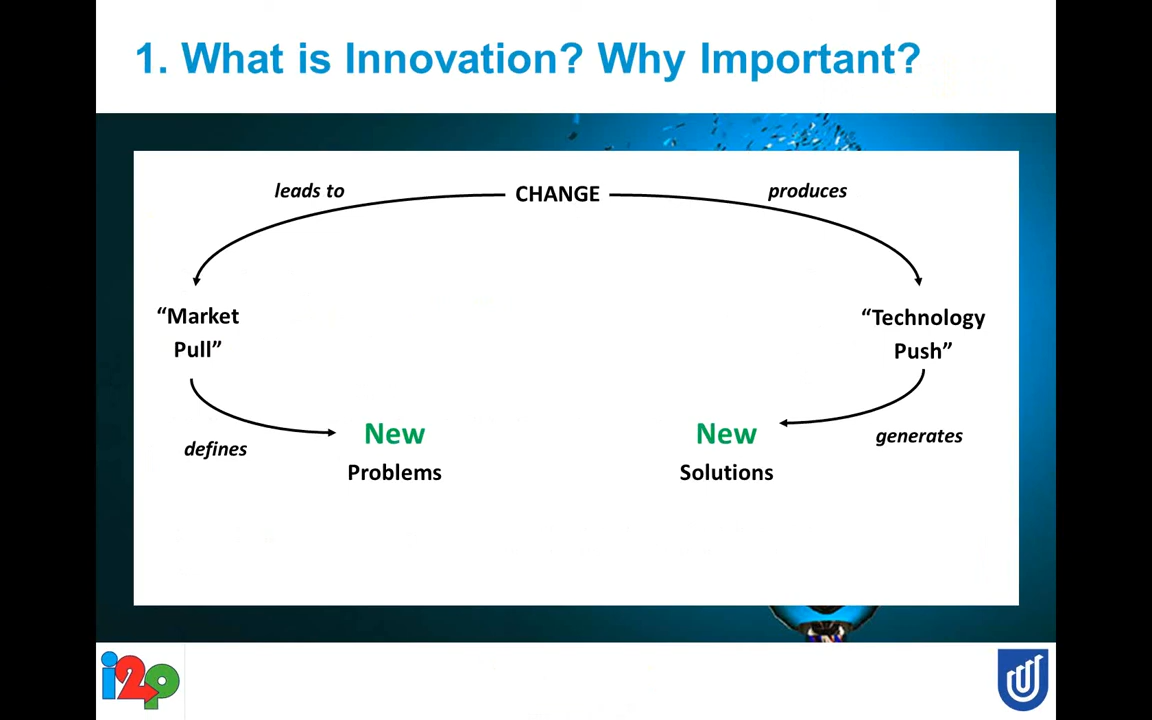 1. What is Innovation? Why Important?
leads to
CHANGE
produces
“Market
Pull”
“Technology
Push”
defines
New
Problems
New
Solutions
generates
i2p